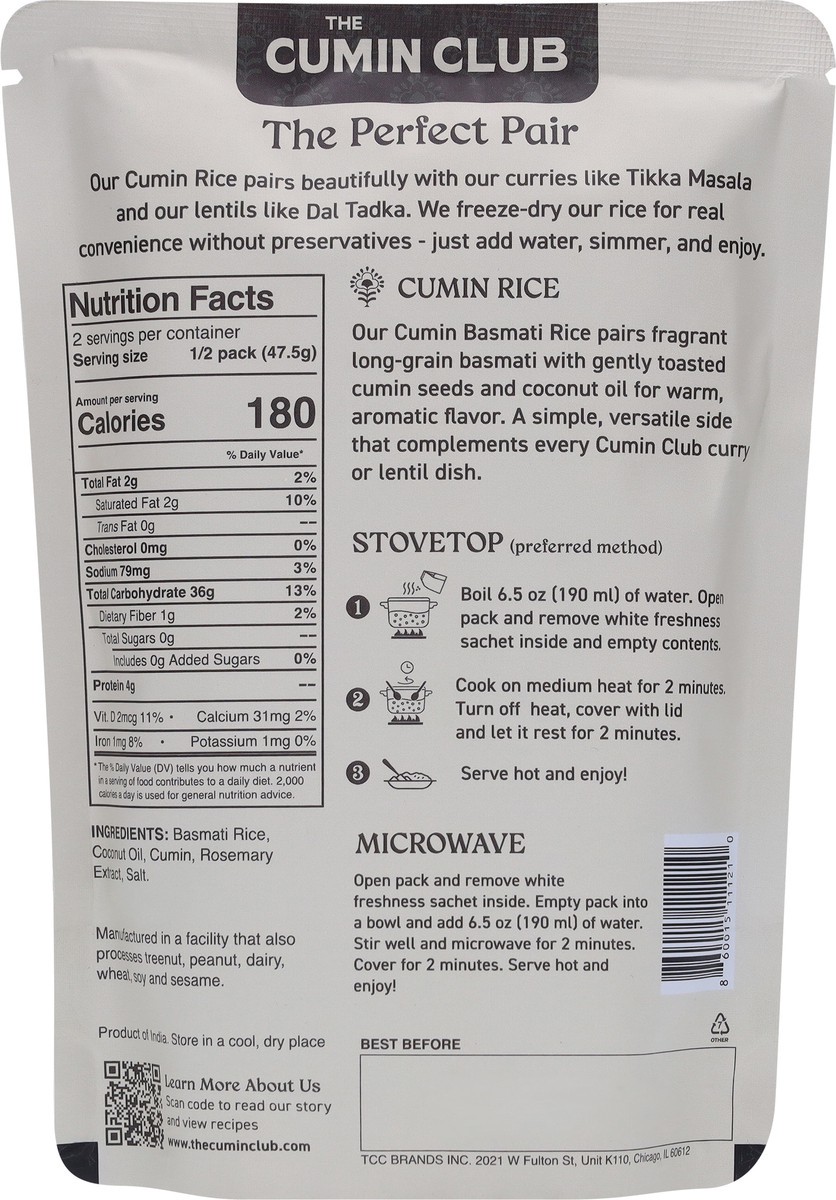 THE
CUMIN CLUB
The Perfect Pair
Our Cumin Rice pairs beautifully with our curries like Tikka Masala
and our lentils like Dal Tadka. We freeze-dry our rice for real
convenience without preservatives - just add water, simmer, and enjoy.
Nutrition Facts
2 servings per container
Serving size 1/2 pack (47.5g)
Amount per serving
Calories 180
% Daily Value*
Total Fat 2g 2%
Saturated Fat 2g 10%
Trans Fat 0g --
Cholesterol 0mg 0%
Sodium 79mg 3%
Total Carbohydrate 36g 13%
Dietary Fiber 1g 2%
Total Sugars 0g --
Includes 0g Added Sugars 0%
Protein 4g --
Vit. D 2mcg 11% • Calcium 31mg 2%
Iron 1mg 8% • Potassium 1mg 0%
*The % Daily Value (DV) tells you how much a nutrient
in a serving of food contributes to a daily diet. 2,000
calories a day is used for general nutrition advice.
INGREDIENTS: Basmati Rice,
Coconut Oil, Cumin, Rosemary
Extract, Salt.
Manufactured in a facility that also
processes treenut, peanut, dairy,
wheat, soy and sesame.
Product of India. Store in a cool, dry place
Learn More About Us
Scan code to read our story
and view recipes
www.thecuminclub.com
CUMIN RICE
Our Cumin Basmati Rice pairs fragrant
long-grain basmati with gently toasted
cumin seeds and coconut oil for warm,
aromatic flavor. A simple, versatile side
that complements every Cumin Club curry
or lentil dish.
STOVETOP (preferred method)
1 Boil 6.5 oz (190 ml) of water. Open
pack and remove white freshness
sachet inside and empty contents.
2 Cook on medium heat for 2 minutes.
Turn off heat, cover with lid
and let it rest for 2 minutes.
3 Serve hot and enjoy!
MICROWAVE
Open pack and remove white
freshness sachet inside. Empty pack into
a bowl and add 6.5 oz (190 ml) of water.
Stir well and microwave for 2 minutes.
Cover for 2 minutes. Serve hot and
enjoy!
8 60015 11121 0
7
OTHER
BEST BEFORE
TCC BRANDS INC. 2021 W Fulton St, Unit K110, Chicago, IL 60612